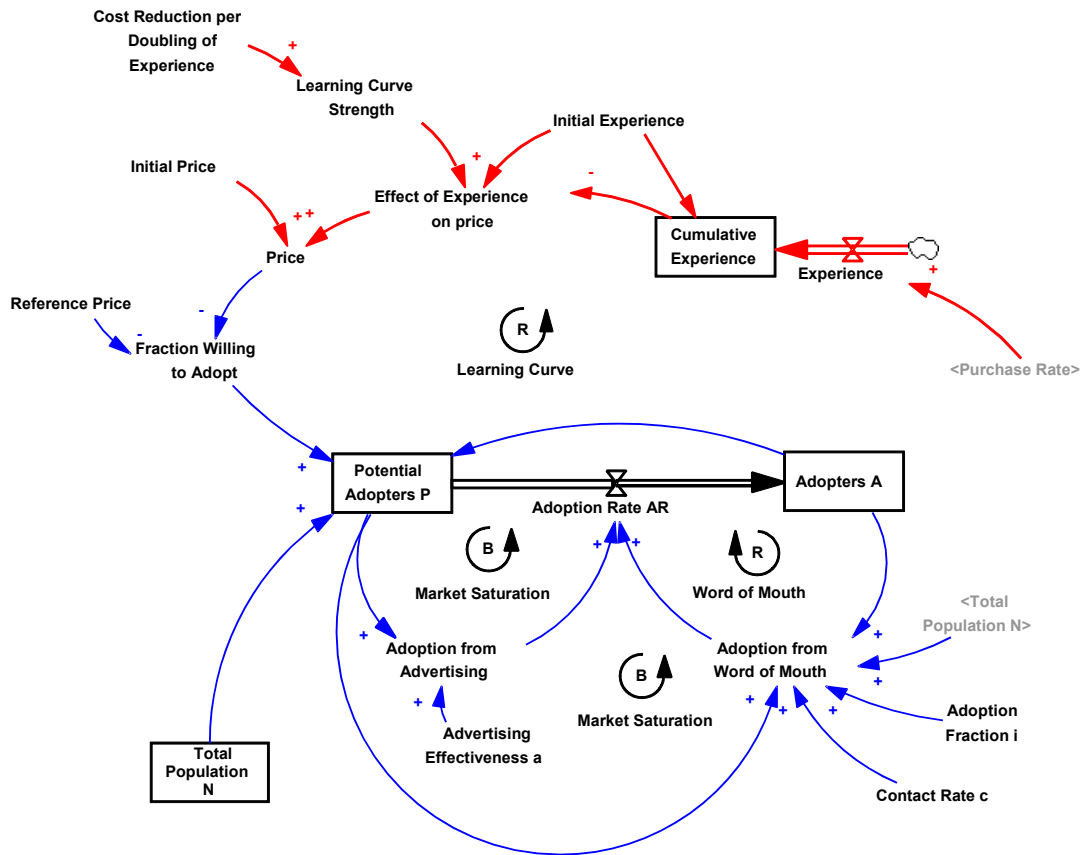 Cost Reduction per
Doubling of
Experience
+
Learning Curve
Strength
Initial Experience
+
-
Initial Price
Effect of Experience
on price
+ +
Cumulative
Experience
Price
Experience
+
Reference Price
-
-
Fraction Willing
to Adopt
R
Learning Curve
<Purchase Rate>
+
Potential
Adopters P
Adopters A
+
Adoption Rate AR
+
+
B
Market Saturation
R
Word of Mouth
<Total
Population N>
+
Adoption from
Advertising
+
Adoption from
Word of Mouth
+
B
Market Saturation
+
Advertising
Effectiveness a
+
+
+
Adoption
Fraction i
Total
Population
N
Contact Rate c